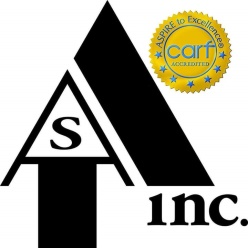 ASPIRE to Excellence®
carf
ACCREDITED
A
S
T
inc.